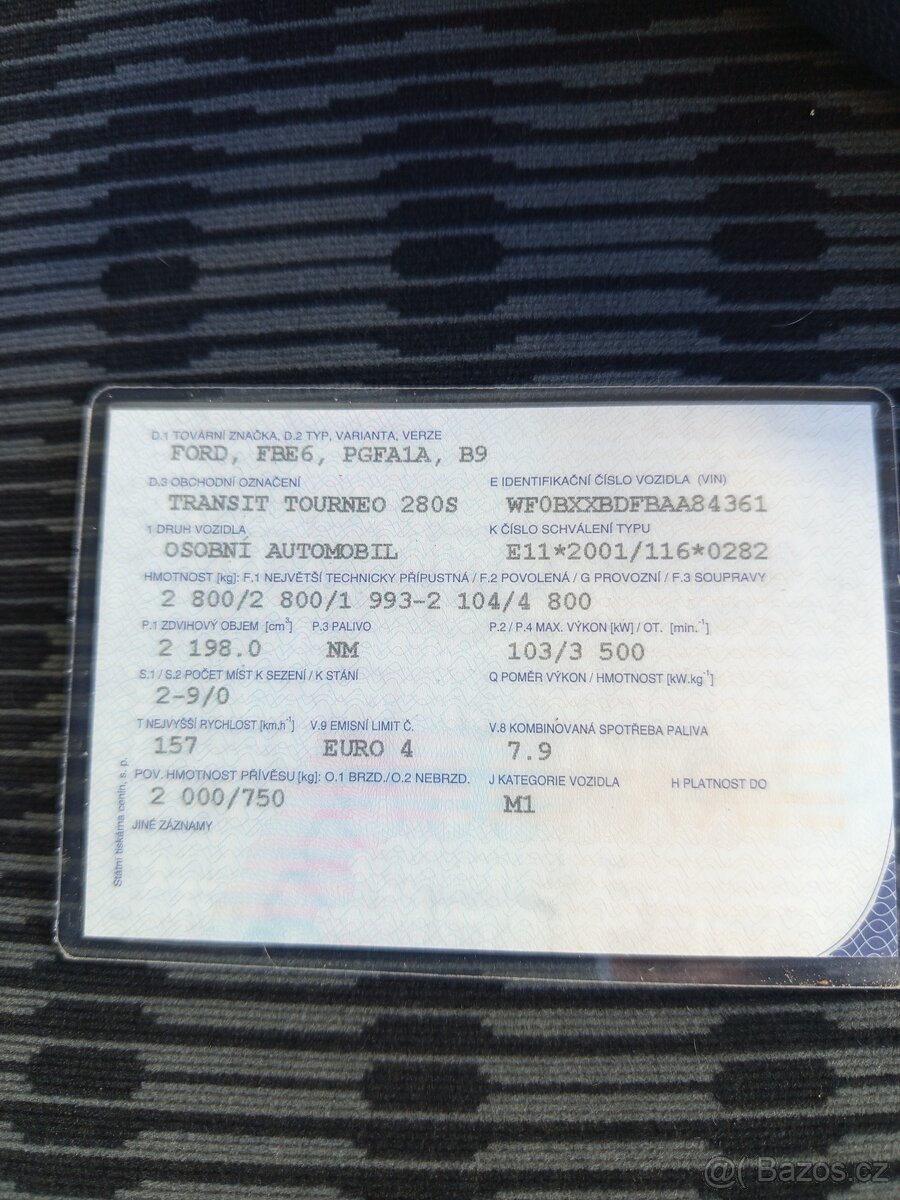 D.1 TOVÁRNÍ ZNAČKA, D.2 TYP, VARIANTA, VERZE
FORD, FBE6, PGFA1A, B9
D.3 OBCHODNÍ OZNAČENÍ E IDENTIFIKAČNÍ ČÍSLO VOZIDLA (VIN)
TRANSIT TOURNEO 280S WF0BXXBDFBAA84361
1 DRUH VOZIDLA K ČÍSLO SCHVÁLENÍ TYPU
OSOBNÍ AUTOMOBIL E11*2001/116*0282
HMOTNOST [kg]: F.1 NEJVĚTŠÍ TECHNICKY PŘÍPUSTNÁ / F.2 POVOLENÁ / G PROVOZNÍ / F.3 SOUPRAVY
2 800/2 800/1 993-2 104/4 800
P.1 ZDVIHOVÝ OBJEM [cm³] P.3 PALIVO P.2 / P.4 MAX. VÝKON [kW] / OT. [min.⁻¹]
2 198.0 NM 103/3 500
S.1 / S.2 POČET MÍST K SEZENÍ / K STÁNÍ Q POMĚR VÝKON / HMOTNOST [kW.kg⁻¹]
2-9/0
T NEJVYŠŠÍ RYCHLOST [km.h⁻¹] V.9 EMISNÍ LIMIT Č. V.8 KOMBINOVANÁ SPOTŘEBA PALIVA
157 EURO 4 7.9
POV. HMOTNOST PŘÍVĚSU [kg]: O.1 BRZD./O.2 NEBRZD. J KATEGORIE VOZIDLA H PLATNOST DO
2 000/750 M1
JINÉ ZÁZNAMY
Státní tiskárna cenin, s. p.
@( Bazos.cz